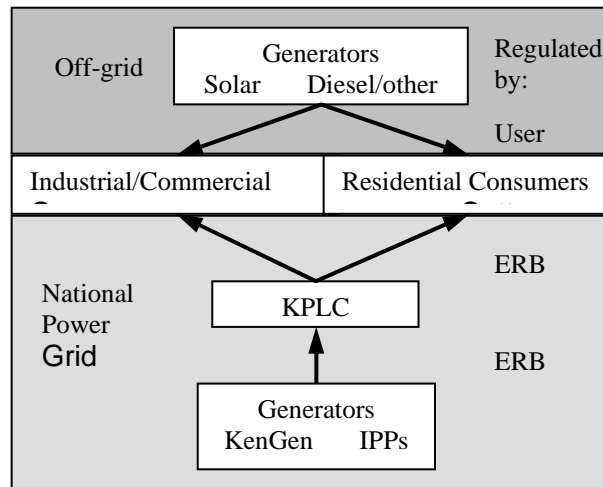 Off-grid
Generators
Solar Diesel/other
Regulated
by:
User
Industrial/Commercial
Residential Consumers
National
Power
Grid
KPLC
ERB
ERB
Generators
KenGen IPPs